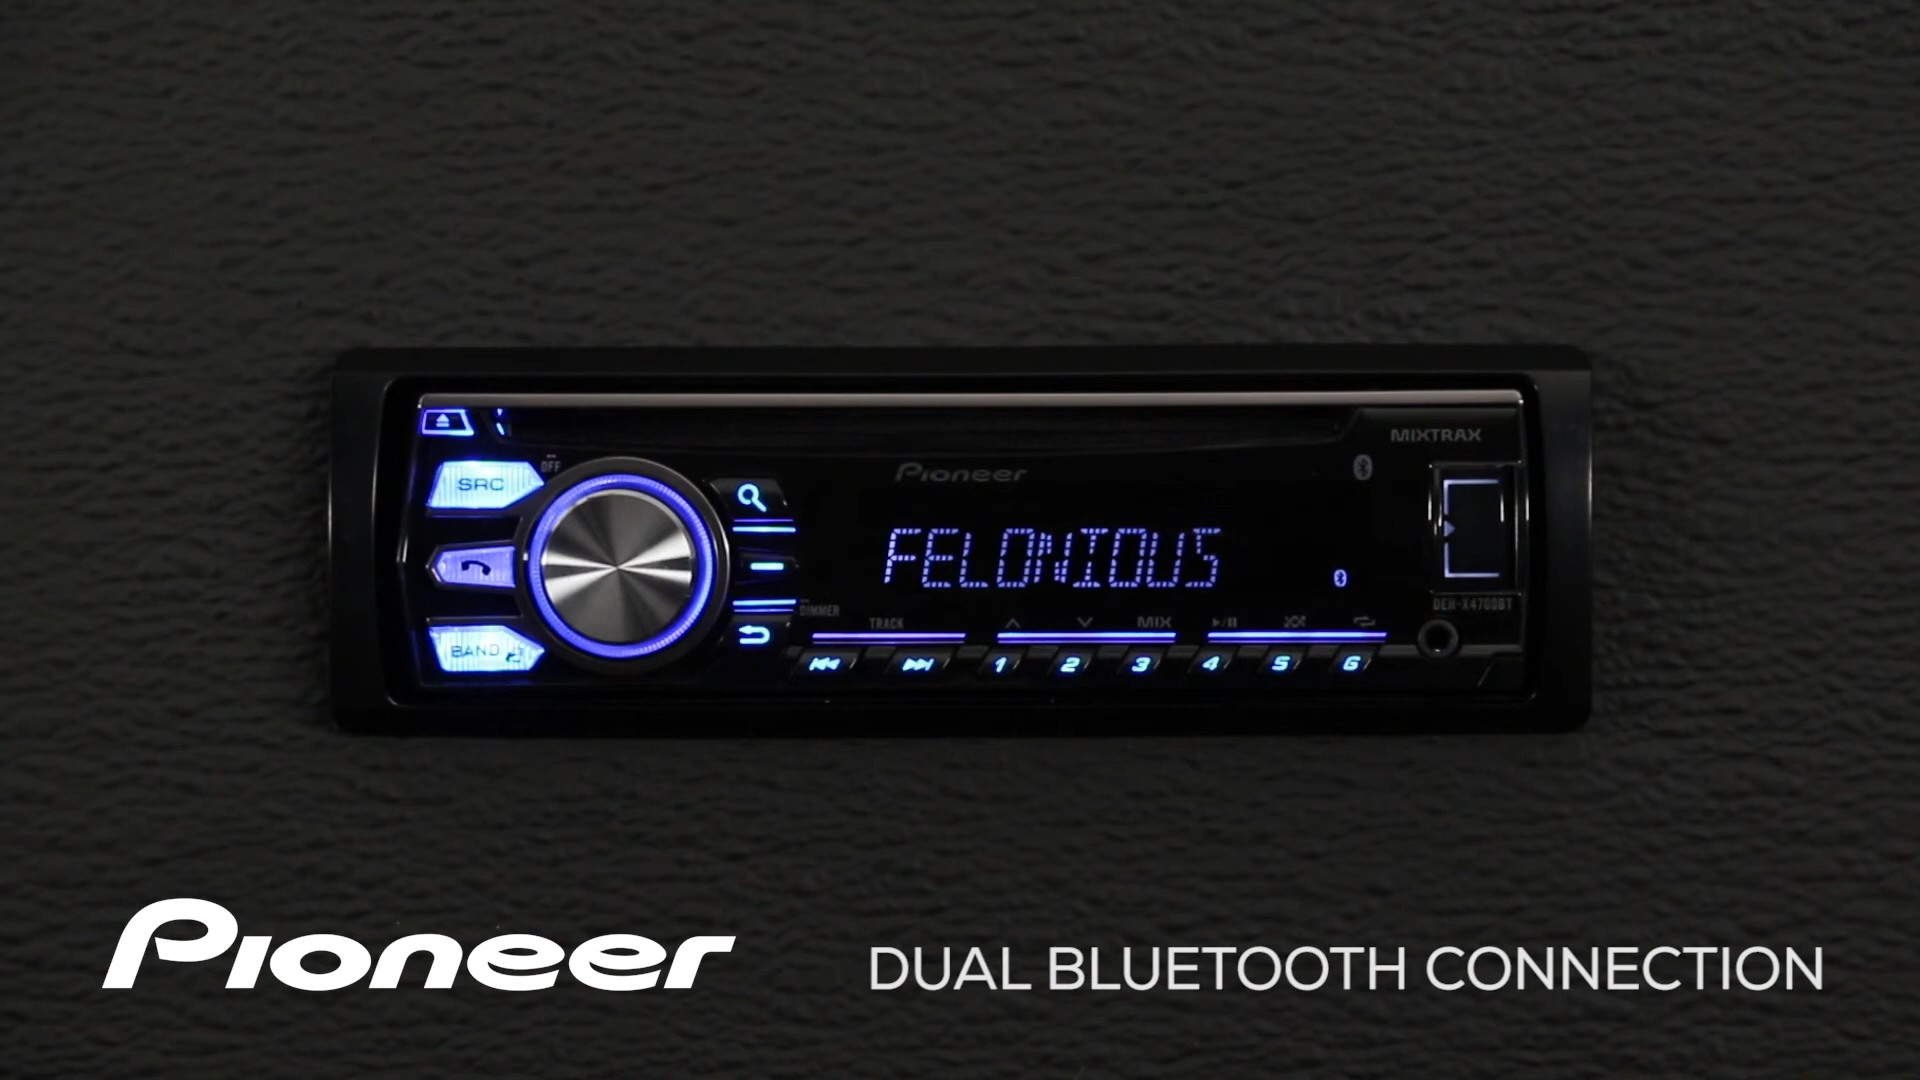 MIXTRAX
OFF
SRC
Pioneer
FELONIOUS
DEH-X4700BT
DIMMER
TRACK
MIX
BAND
1 2 3 4 5 6
Pioneer
DUAL BLUETOOTH CONNECTION